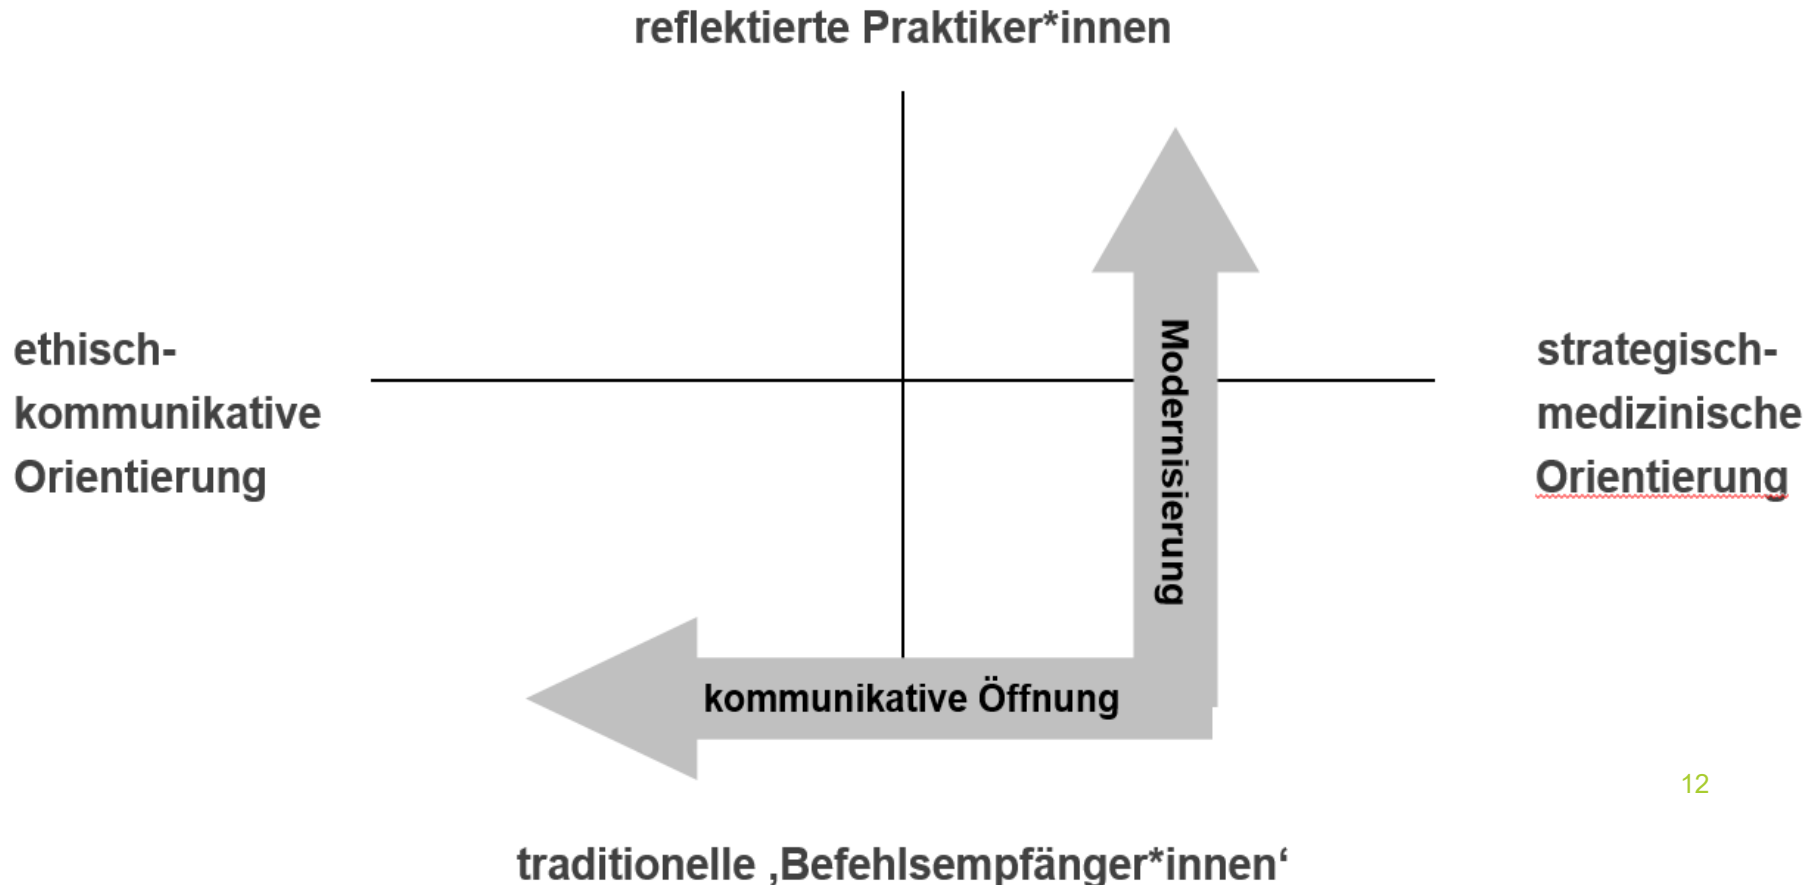 reflektierte Praktiker*innen
ethisch-
kommunikative
Orientierung
Modernisierung
strategisch-
medizinische
Orientierung
kommunikative Öffnung
12
traditionelle ‚Befehlsempfänger*innen‘